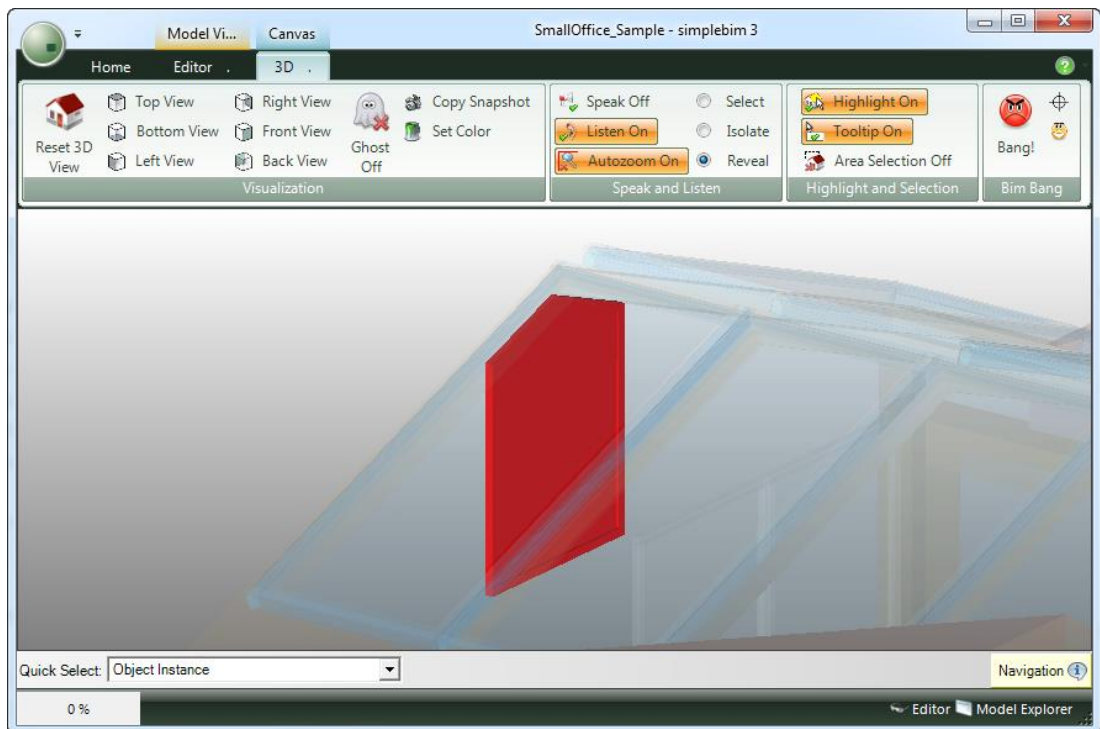 Model Vi... Canvas SmallOffice_Sample - simplebim 3
Home Editor . 3D .
Top View Right View Copy Snapshot Speak Off Select Highlight On
Bottom View Front View Set Color Listen On Isolate Tooltip On
Reset 3D View Left View Back View Ghost Off Autozoom On Reveal Area Selection Off Bang!
Visualization Speak and Listen Highlight and Selection Bim Bang
Quick Select: Object Instance Navigation
0 % Editor Model Explorer